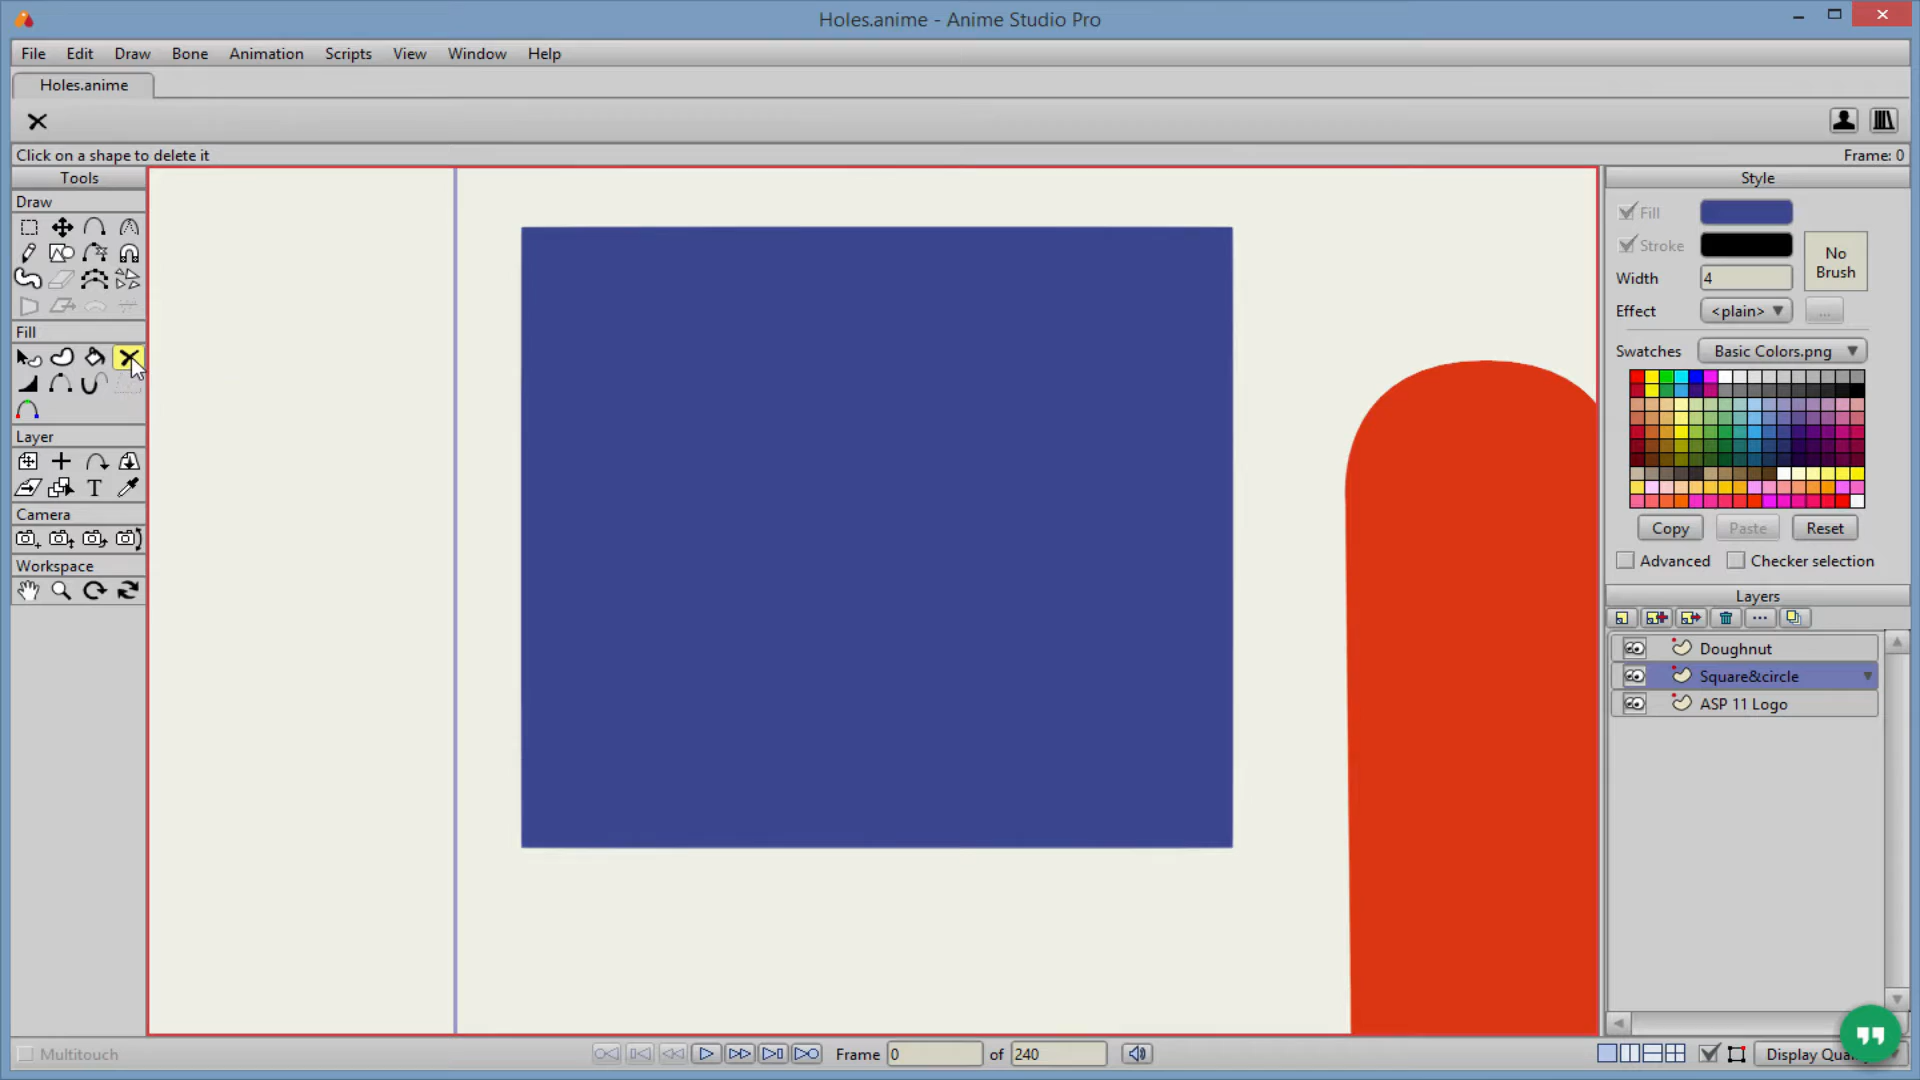 Holes.anime - Anime Studio Pro
File Edit Draw Bone Animation Scripts View Window Help
Holes.anime
Click on a shape to delete it
Frame: 0
Tools
Draw
Fill
Layer
T
Camera
Workspace
Style
Fill
Stroke
No
Brush
Width 4
Effect <plain> ...
Swatches Basic Colors.png
Copy Paste Reset
Advanced Checker selection
Layers
Doughnut
Square&circle
ASP 11 Logo
Multitouch
Frame 0 of 240
Display